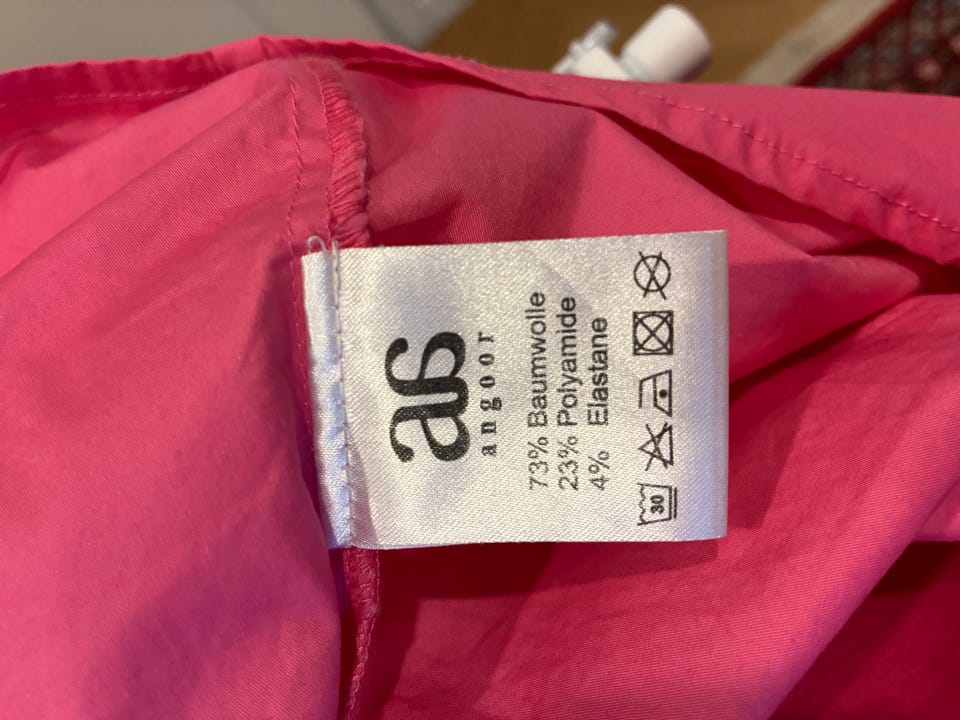 angoor
73% Baumwolle
23% Polyamide
4% Elastane
30